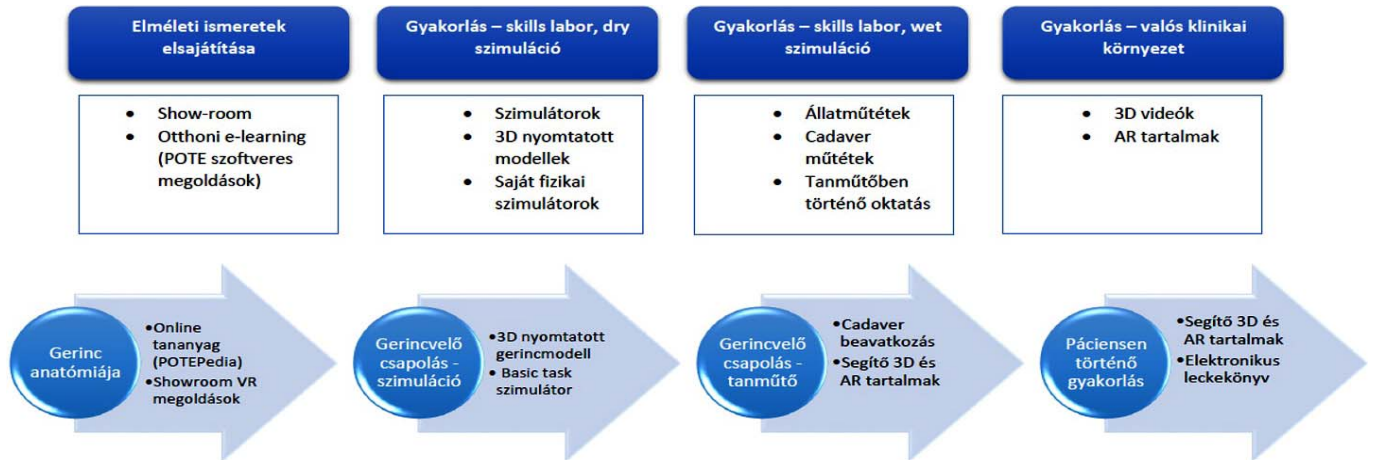 Elméleti ismeretek
elsajátítása
Gyakorlás – skills labor, dry
szimuláció
Gyakorlás – skills labor, wet
szimuláció
Gyakorlás – valós klinikai
környezet
• Show-room
• Otthoni e-learning
(POTE szoftveres
megoldások)
• Szimulátorok
• 3D nyomtatott
modellek
• Saját fizikai
szimulátorok
• Állatműtétek
• Cadaver
műtétek
• Tanműtőben
történő oktatás
• 3D videók
• AR tartalmak
Gerinc
anatómiája
•Online
tananyag
(POTEPedia)
•Showroom VR
megoldások
Gerincvelő
csapolás -
szimuláció
•3D nyomtatott
gerincmodell
• Basic task
szimulátor
Gerincvelő
csapolás -
tanműtő
•Cadaver
beavatkozás
•Segítő 3D és
AR tartalmak
Páciensen
történő
gyakorlás
•Segítő 3D és
AR tartalmak
•Elektronikus
leckekönyv